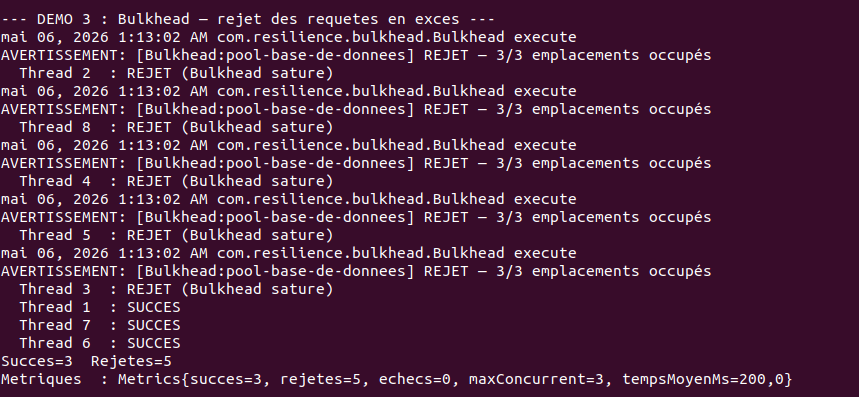 --- DEMO 3 : Bulkhead — rejet des requetes en exces ---
mai 06, 2026 1:13:02 AM com.resilience.bulkhead.Bulkhead execute
AVERTISSEMENT: [Bulkhead:pool-base-de-donnees] REJET — 3/3 emplacements occupés
  Thread 2  : REJET (Bulkhead sature)
mai 06, 2026 1:13:02 AM com.resilience.bulkhead.Bulkhead execute
AVERTISSEMENT: [Bulkhead:pool-base-de-donnees] REJET — 3/3 emplacements occupés
  Thread 8  : REJET (Bulkhead sature)
mai 06, 2026 1:13:02 AM com.resilience.bulkhead.Bulkhead execute
AVERTISSEMENT: [Bulkhead:pool-base-de-donnees] REJET — 3/3 emplacements occupés
  Thread 4  : REJET (Bulkhead sature)
mai 06, 2026 1:13:02 AM com.resilience.bulkhead.Bulkhead execute
AVERTISSEMENT: [Bulkhead:pool-base-de-donnees] REJET — 3/3 emplacements occupés
  Thread 5  : REJET (Bulkhead sature)
mai 06, 2026 1:13:02 AM com.resilience.bulkhead.Bulkhead execute
AVERTISSEMENT: [Bulkhead:pool-base-de-donnees] REJET — 3/3 emplacements occupés
  Thread 3  : REJET (Bulkhead sature)
  Thread 1  : SUCCES
  Thread 7  : SUCCES
  Thread 6  : SUCCES
Succes=3  Rejetes=5
Metriques  : Metrics{succes=3, rejetes=5, echecs=0, maxConcurrent=3, tempsMoyenMs=200,0}